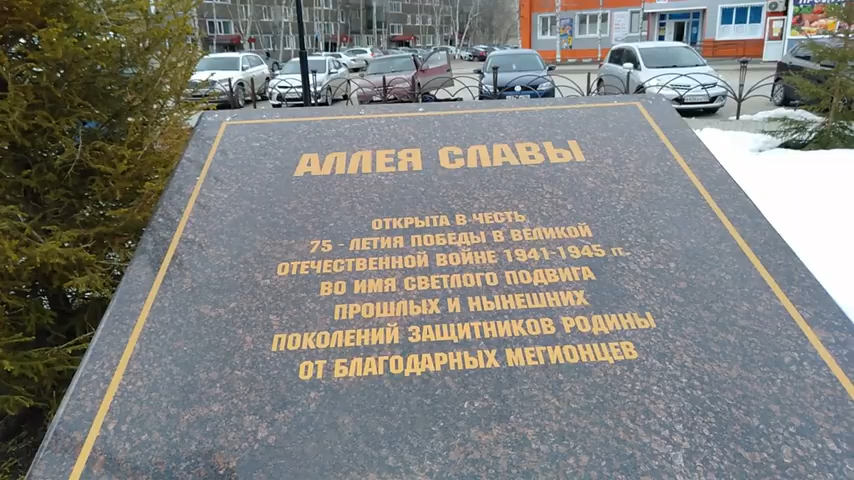 АЛЛЕЯ СЛАВЫ
ОТКРЫТА В ЧЕСТЬ
75 - ЛЕТИЯ ПОБЕДЫ В ВЕЛИКОЙ
ОТЕЧЕСТВЕННОЙ ВОЙНЕ 1941-1945 гг.
ВО ИМЯ СВЕТЛОГО ПОДВИГА
ПРОШЛЫХ И НЫНЕШНИХ
ПОКОЛЕНИЙ ЗАЩИТНИКОВ РОДИНЫ
ОТ БЛАГОДАРНЫХ МЕГИОНЦЕВ